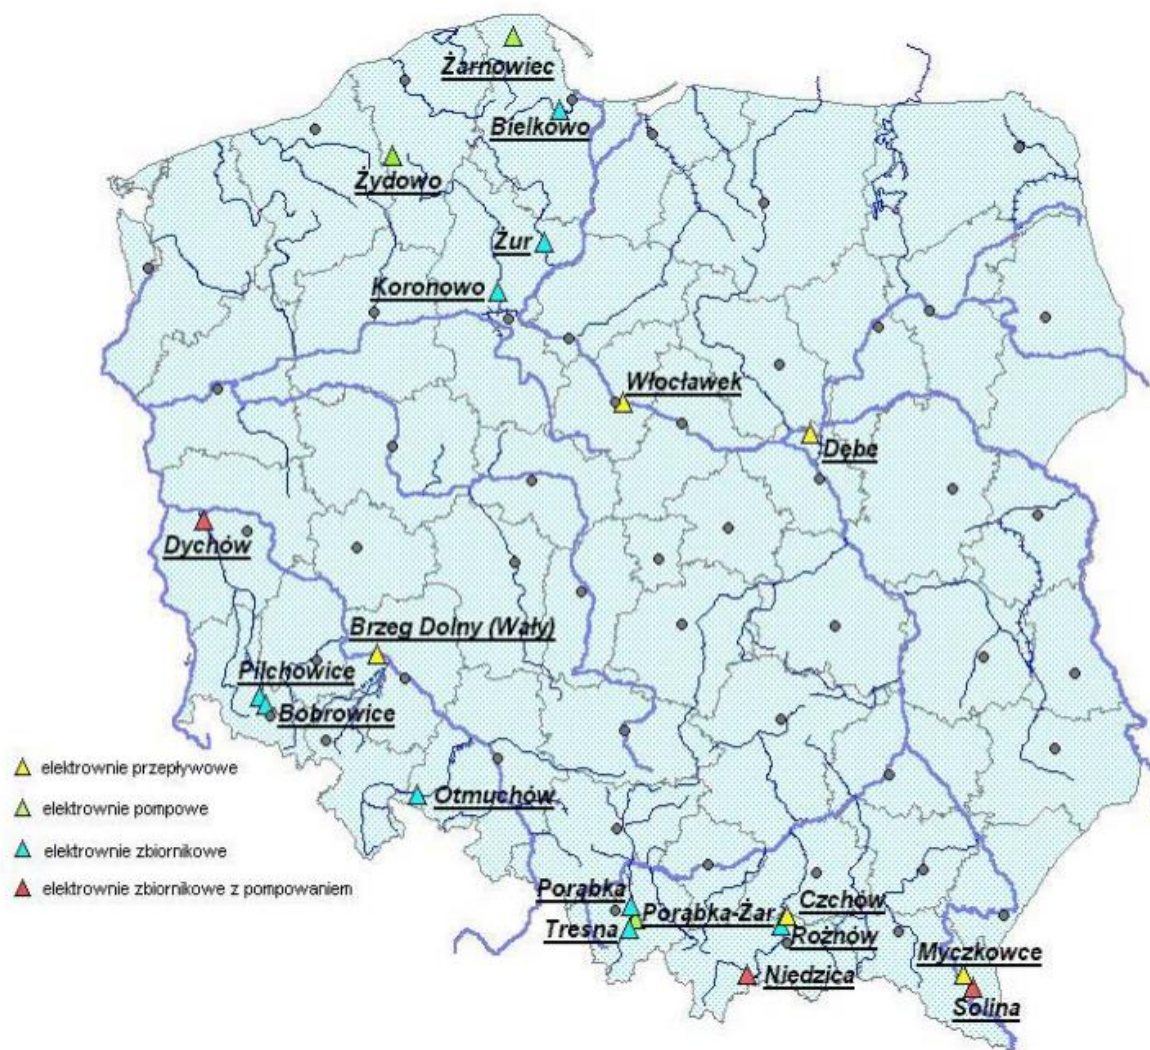 Żarnowiec
Bielkowo
Żydowo
Żur
Koronowo
Włocławek
Dębe
Dychów
Brzeg Dolny (Wały)
Pilchowice
Bobrowice
elektrownie przepływowe
Otmuchów
elektrownie pompowe
elektrownie zbiornikowe
elektrownie zbiornikowe z pompowaniem
Porąbka
Czchów
Porąbka-Żar
Tresna
Rożnów
Myczkowce
Niedzica
Solina